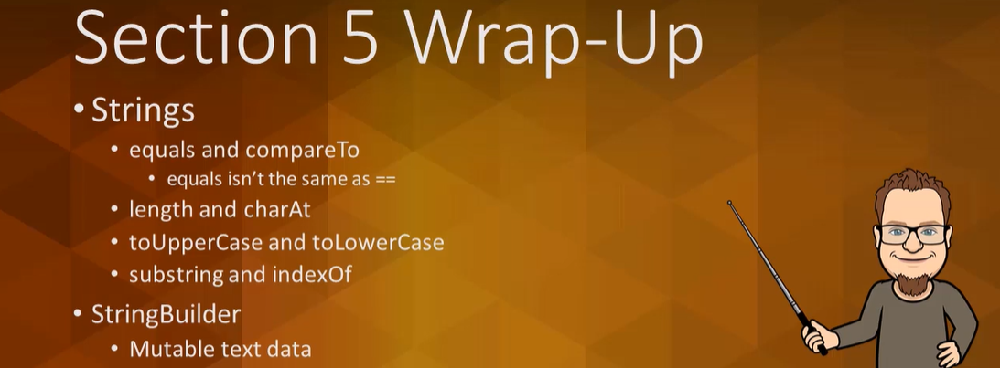 Section 5 Wrap-Up
• Strings
• equals and compareTo
• equals isn’t the same as ==
• length and charAt
• toUpperCase and toLowerCase
• substring and indexOf
• StringBuilder
• Mutable text data